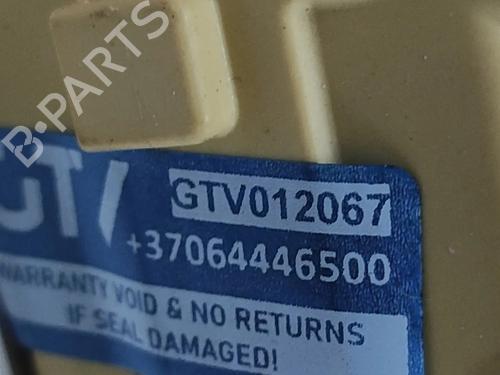 B-PARTS
GTV
GTV012067
+37064446500
WARRANTY VOID & NO RETURNS
IF SEAL DAMAGED!